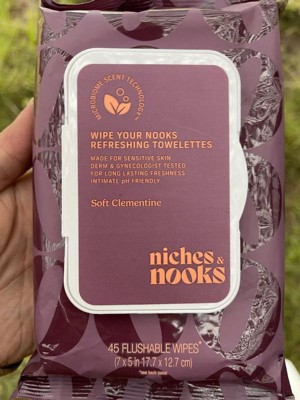 MICROBIOME SCENT TECHNOLOGY
WIPE YOUR NOOKS
REFRESHING TOWELETTES
MADE FOR SENSITIVE SKIN
DERM & GYNECOLOGIST TESTED
FOR LONG LASTING FRESHNESS
INTIMATE pH FRIENDLY
Soft Clementine
niches &
nooks
45 FLUSHABLE WIPES*
(7 x 5 in 17.7 x 12.7 cm)